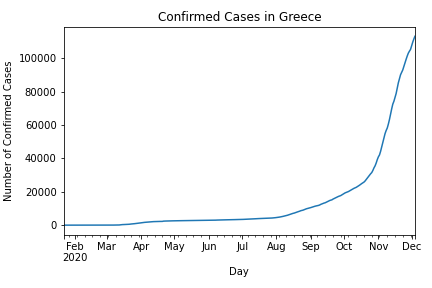 Confirmed Cases in Greece
Number of Confirmed Cases
100000
80000
60000
40000
20000
0
Feb Mar Apr May Jun Jul Aug Sep Oct Nov Dec
2020
Day